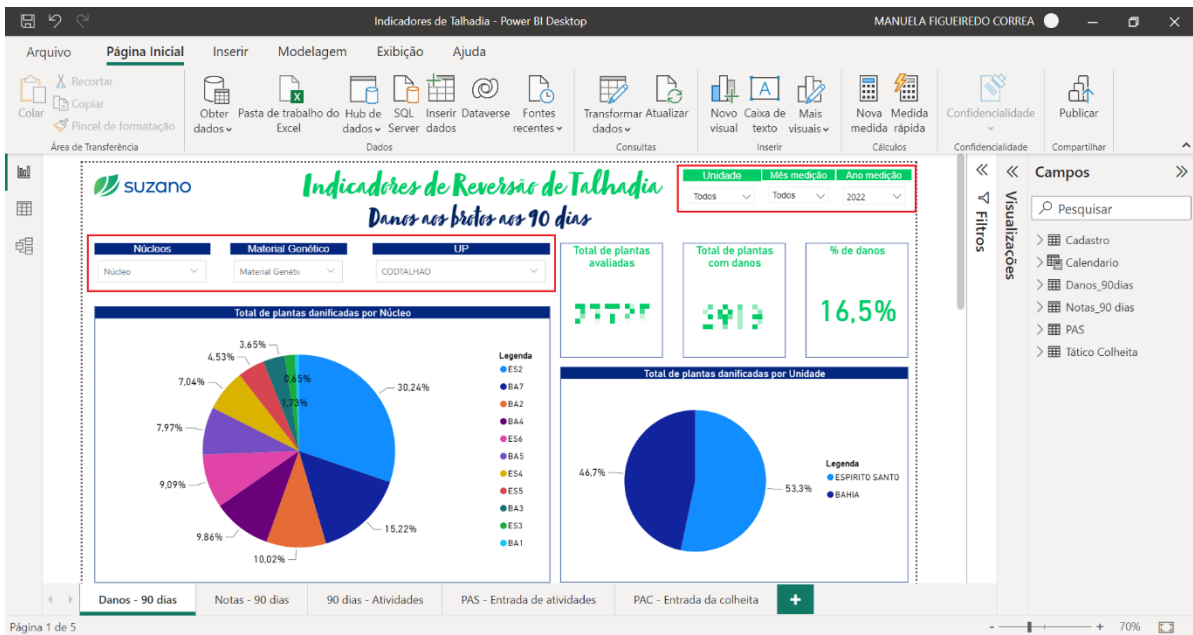 Indicadores de Talhadia - Power BI Desktop
MANUELA FIGUEIREDO CORREA
Arquivo
Página Inicial
Inserir
Modelagem
Exibição
Ajuda
Colar
Recortar
Copiar
Pincel de formatação
Área de Transferência
Obter dados
Pasta de trabalho do Excel
Hub de dados
SQL Server
Inserir dados
Dataverse
Fontes recentes
Dados
Transformar dados
Atualizar
Consultas
Novo visual
Caixa de texto
Mais visuais
Inserir
Nova medida
Medida rápida
Cálculos
Confidencialidade
Confidencialidade
Publicar
Compartilhar
suzano
Indicadores de Reversão de Talhadia
Danos aos brotos aos 90 dias
Unidade
Mês medição
Ano medição
Todos
Todos
2022
Núcleos
Material Genético
UP
Núcleo
Material Genéti
CODTALHAO
Total de plantas
avaliadas
Total de plantas
com danos
% de danos
16,5%
Total de plantas danificadas por Núcleo
3,65%
4,53%
7,04%
7,97%
9,09%
9,86%
10,02%
15,22%
30,24%
0,65%
1,73%
Legenda
ES2
BA7
BA2
BA4
ES6
BA5
ES4
ES5
BA3
ES3
BA1
Total de plantas danificadas por Unidade
46,7%
53,3%
Legenda
ESPIRITO SANTO
BAHIA
Filtros
Visualizações
Campos
Pesquisar
Cadastro
Calendario
Danos_90dias
Notas_90 dias
PAS
Tático Colheita
Danos - 90 dias
Notas - 90 dias
90 dias - Atividades
PAS - Entrada de atividades
PAC - Entrada da colheita
Página 1 de 5
70%